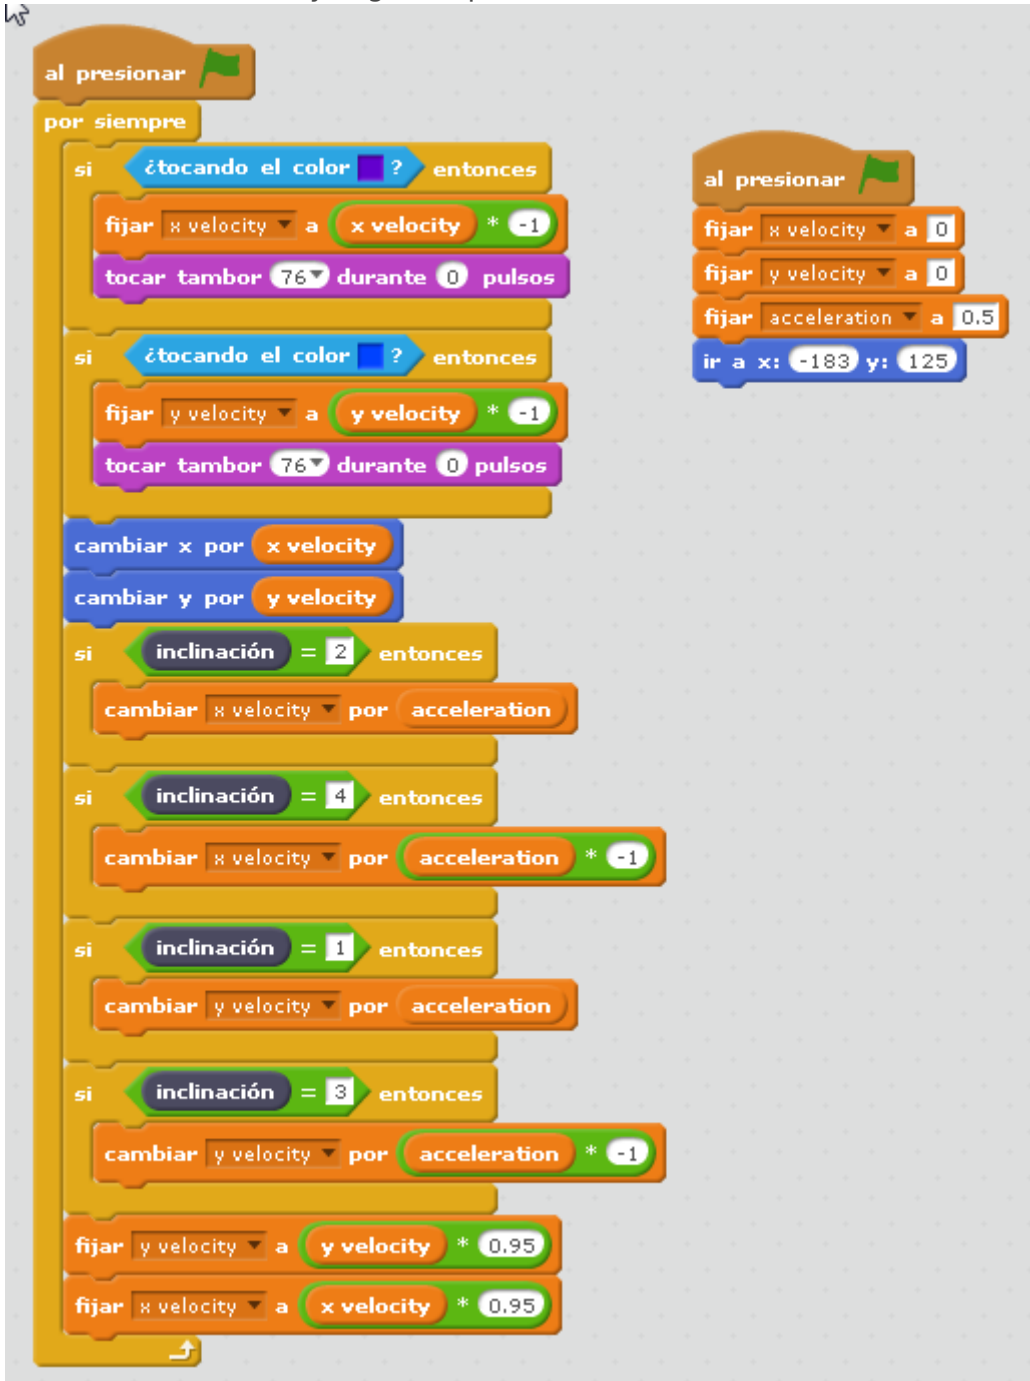 al presionar
por siempre
si ¿tocando el color ? entonces
fijar x velocity a x velocity * -1
tocar tambor 76 durante 0 pulsos
si ¿tocando el color ? entonces
fijar y velocity a y velocity * -1
tocar tambor 76 durante 0 pulsos
cambiar x por x velocity
cambiar y por y velocity
si inclinación = 2 entonces
cambiar x velocity por acceleration
si inclinación = 4 entonces
cambiar x velocity por acceleration * -1
si inclinación = 1 entonces
cambiar y velocity por acceleration
si inclinación = 3 entonces
cambiar y velocity por acceleration * -1
fijar y velocity a y velocity * 0.95
fijar x velocity a x velocity * 0.95
al presionar
fijar x velocity a 0
fijar y velocity a 0
fijar acceleration a 0.5
ir a x: -183 y: 125